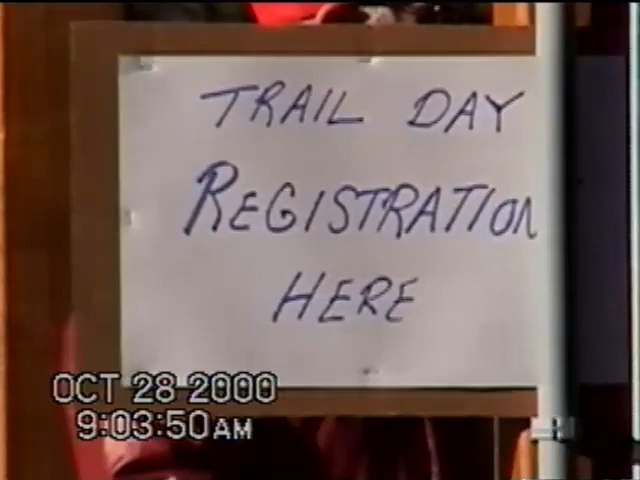 TRAIL DAY
REGISTRATION
HERE
OCT 28 2000
9:03:50AM